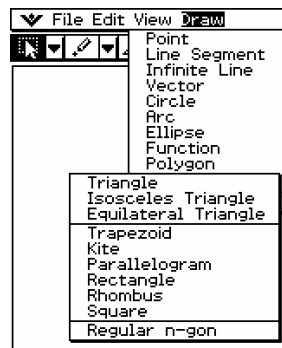 File Edit View Draw
Point
Line Segment
Infinite Line
Vector
Circle
Arc
Ellipse
Function
Polygon
Triangle
Isosceles Triangle
Equilateral Triangle
Trapezoid
Kite
Parallelogram
Rectangle
Rhombus
Square
Regular n-gon